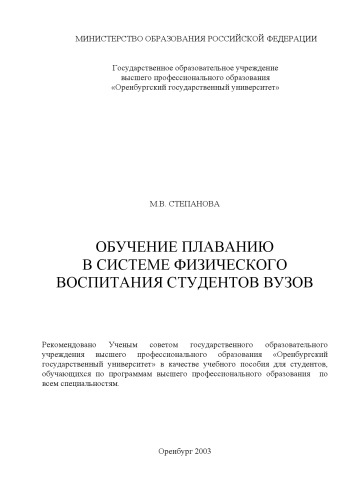 МИНИСТЕРСТВО ОБРАЗОВАНИЯ РОССИЙСКОЙ ФЕДЕРАЦИИ
Государственное образовательное учреждение
высшего профессионального образования
«Оренбургский государственный университет»
М.В. СТЕПАНОВА
ОБУЧЕНИЕ ПЛАВАНИЮ
В СИСТЕМЕ ФИЗИЧЕСКОГО
ВОСПИТАНИЯ СТУДЕНТОВ ВУЗОВ
Рекомендовано Ученым советом государственного образовательного
учреждения высшего профессионального образования «Оренбургский
государственный университет» в качестве учебного пособия для студентов,
обучающихся по программам высшего профессионального образования по
всем специальностям.
Оренбург 2003